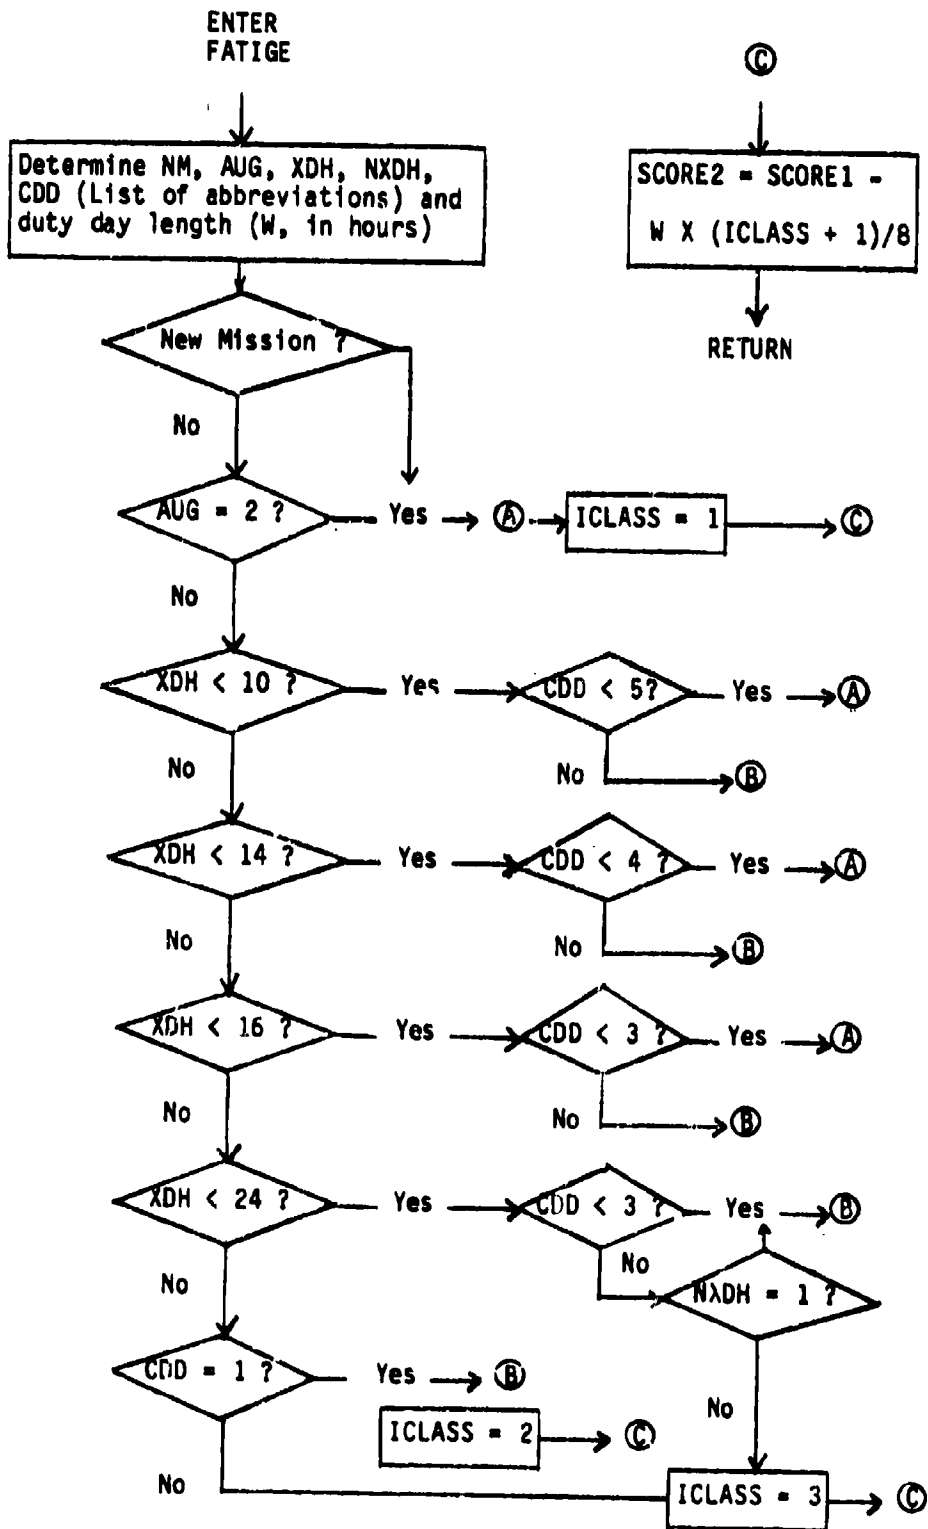 ENTER
FATIGE
Determine NM, AUG, XDH, NXDH,
CDD (List of abbreviations) and
duty day length (W, in hours)
New Mission ?
No
AUG = 2 ?
Yes
A
ICLASS = 1
C
No
XDH < 10 ?
Yes
CDD < 5?
Yes
A
No
B
No
XDH < 14 ?
Yes
CDD < 4 ?
Yes
A
No
B
No
XDH < 16 ?
Yes
CDD < 3 ?
Yes
A
No
B
No
XDH < 24 ?
Yes
CDD < 3 ?
Yes
B
No
NXDH = 1 ?
No
No
CDD = 1 ?
Yes
B
ICLASS = 2
C
No
ICLASS = 3
C
C
SCORE2 = SCORE1 -
W X (ICLASS + 1)/8
RETURN